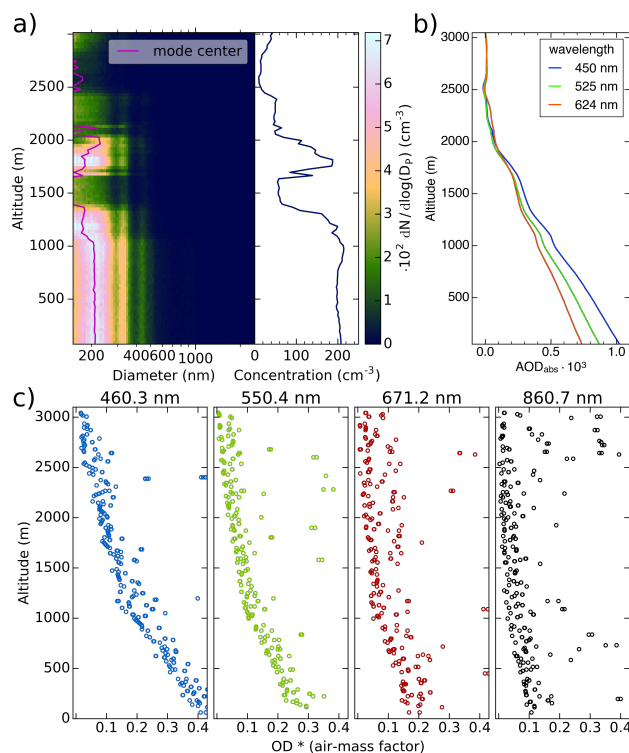 a)
b)
mode center
wavelength
450 nm
525 nm
624 nm
Altitude (m)
2500
2000
1500
1000
500
200 400 600 1000
Diameter (nm)
0 100 200
Concentration (cm⁻³)
7
6
5
4
3
2
1
0
·10² dN/dlog(Dₚ) (cm⁻³)
Altitude (m)
3000
2500
2000
1500
1000
500
0.0 0.5 1.0
AODabs · 10³
c)
460.3 nm 550.4 nm 671.2 nm 860.7 nm
Altitude (m)
3000
2500
2000
1500
1000
500
0
0.1 0.2 0.3 0.4 0.1 0.2 0.3 0.4 0.1 0.2 0.3 0.4 0.1 0.2 0.3 0.4
OD * (air-mass factor)